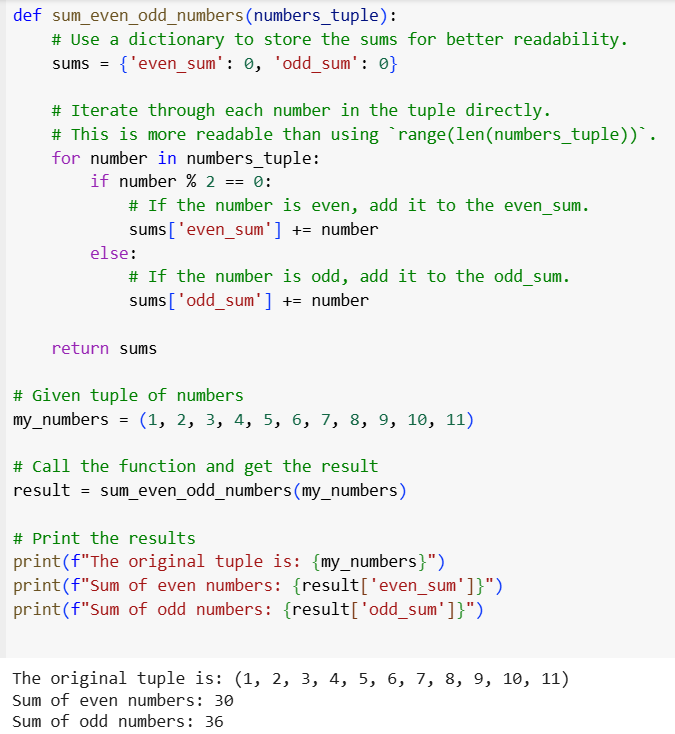 def sum_even_odd_numbers(numbers_tuple):
    # Use a dictionary to store the sums for better readability.
    sums = {'even_sum': 0, 'odd_sum': 0}

    # Iterate through each number in the tuple directly.
    # This is more readable than using `range(len(numbers_tuple))`.
    for number in numbers_tuple:
        if number % 2 == 0:
            # If the number is even, add it to the even_sum.
            sums['even_sum'] += number
        else:
            # If the number is odd, add it to the odd_sum.
            sums['odd_sum'] += number

    return sums

# Given tuple of numbers
my_numbers = (1, 2, 3, 4, 5, 6, 7, 8, 9, 10, 11)

# Call the function and get the result
result = sum_even_odd_numbers(my_numbers)

# Print the results
print(f"The original tuple is: {my_numbers}")
print(f"Sum of even numbers: {result['even_sum']}")
print(f"Sum of odd numbers: {result['odd_sum']}")

The original tuple is: (1, 2, 3, 4, 5, 6, 7, 8, 9, 10, 11)
Sum of even numbers: 30
Sum of odd numbers: 36